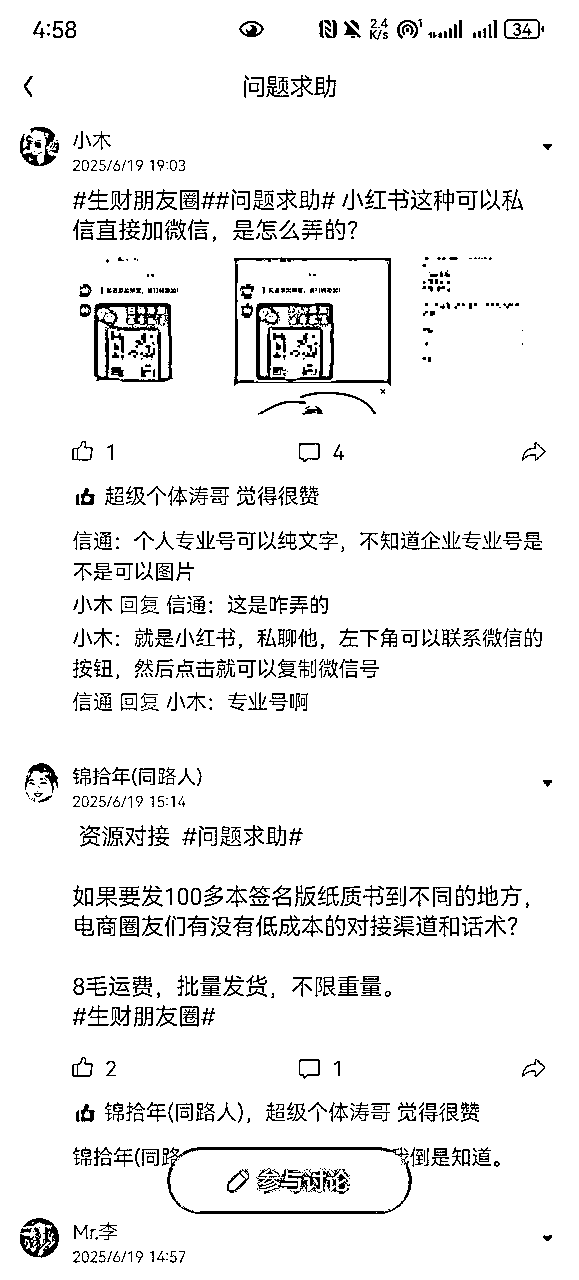 4:58
2.4 K/s
34
问题求助
小木
2025/6/19 19:03
#生财朋友圈##问题求助# 小红书这种可以私
信直接加微信，是怎么弄的？
1
4
超级个体涛哥 觉得很赞
信通：个人专业号可以纯文字，不知道企业专业号是
不是可以图片
小木 回复 信通：这是咋弄的
小木：就是小红书，私聊他，左下角可以联系微信的
按钮，然后点击就可以复制微信号
信通 回复 小木：专业号啊
锦拾年(同路人)
2025/6/19 15:14
资源对接 #问题求助#
如果要发100多本签名版纸质书到不同的地方，
电商圈友们有没有低成本的对接渠道和话术？
8毛运费，批量发货，不限重量。
#生财朋友圈#
2
1
锦拾年(同路人)，超级个体涛哥 觉得很赞
锦拾年(同路
我倒是知道。
参与讨论
Mr.李
2025/6/19 14:57